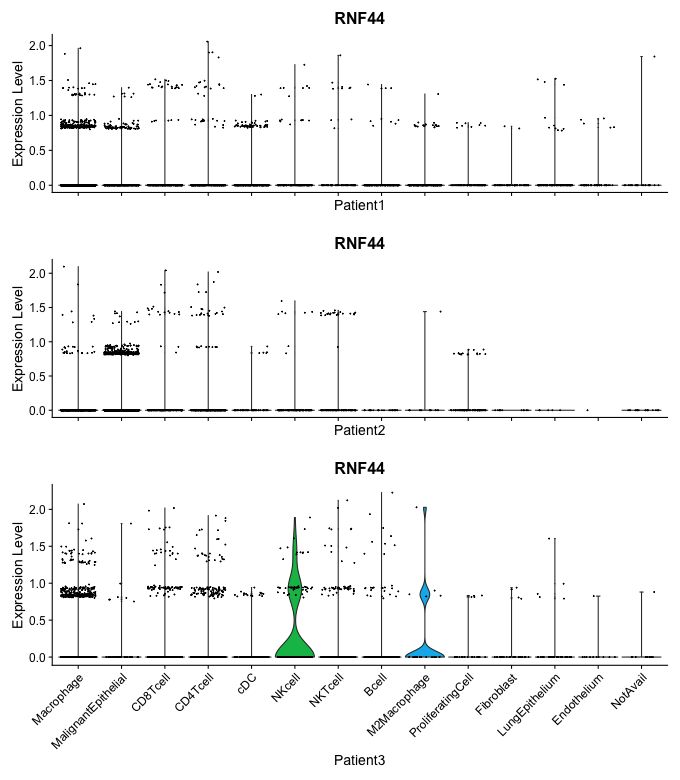 RNF44
Expression Level
2.0
1.5
1.0
0.5
0.0
Patient1
RNF44
Expression Level
2.0
1.5
1.0
0.5
0.0
Patient2
RNF44
Expression Level
2.0
1.5
1.0
0.5
0.0
Macrophage
MalignantEpithelial
CD8Tcell
CD4Tcell
cDC
NKcell
NKTcell
Bcell
M2Macrophage
ProliferatingCell
Fibroblast
LungEpithelium
Endothelium
NotAvail
Patient3